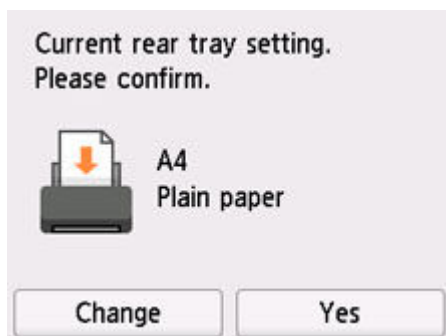 Current rear tray setting.
Please confirm.
A4
Plain paper
Change
Yes